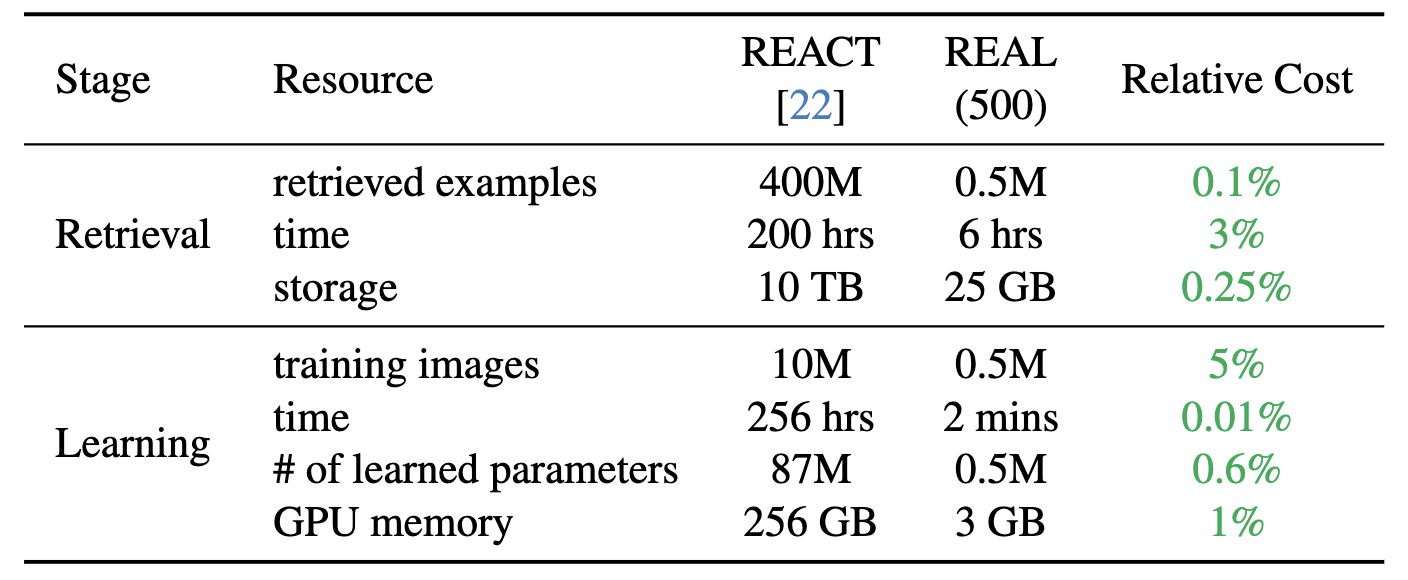 Stage Resource REACT [22] REAL (500) Relative Cost
Retrieval
retrieved examples 400M 0.5M 0.1%
time 200 hrs 6 hrs 3%
storage 10 TB 25 GB 0.25%
Learning
training images 10M 0.5M 5%
time 256 hrs 2 mins 0.01%
# of learned parameters 87M 0.5M 0.6%
GPU memory 256 GB 3 GB 1%